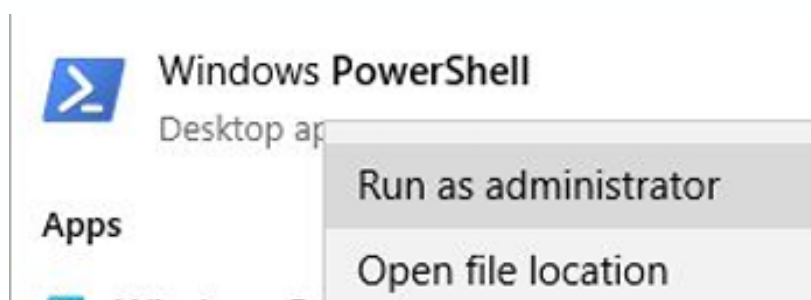 Windows PowerShell
Desktop ap
Run as administrator
Apps
Open file location